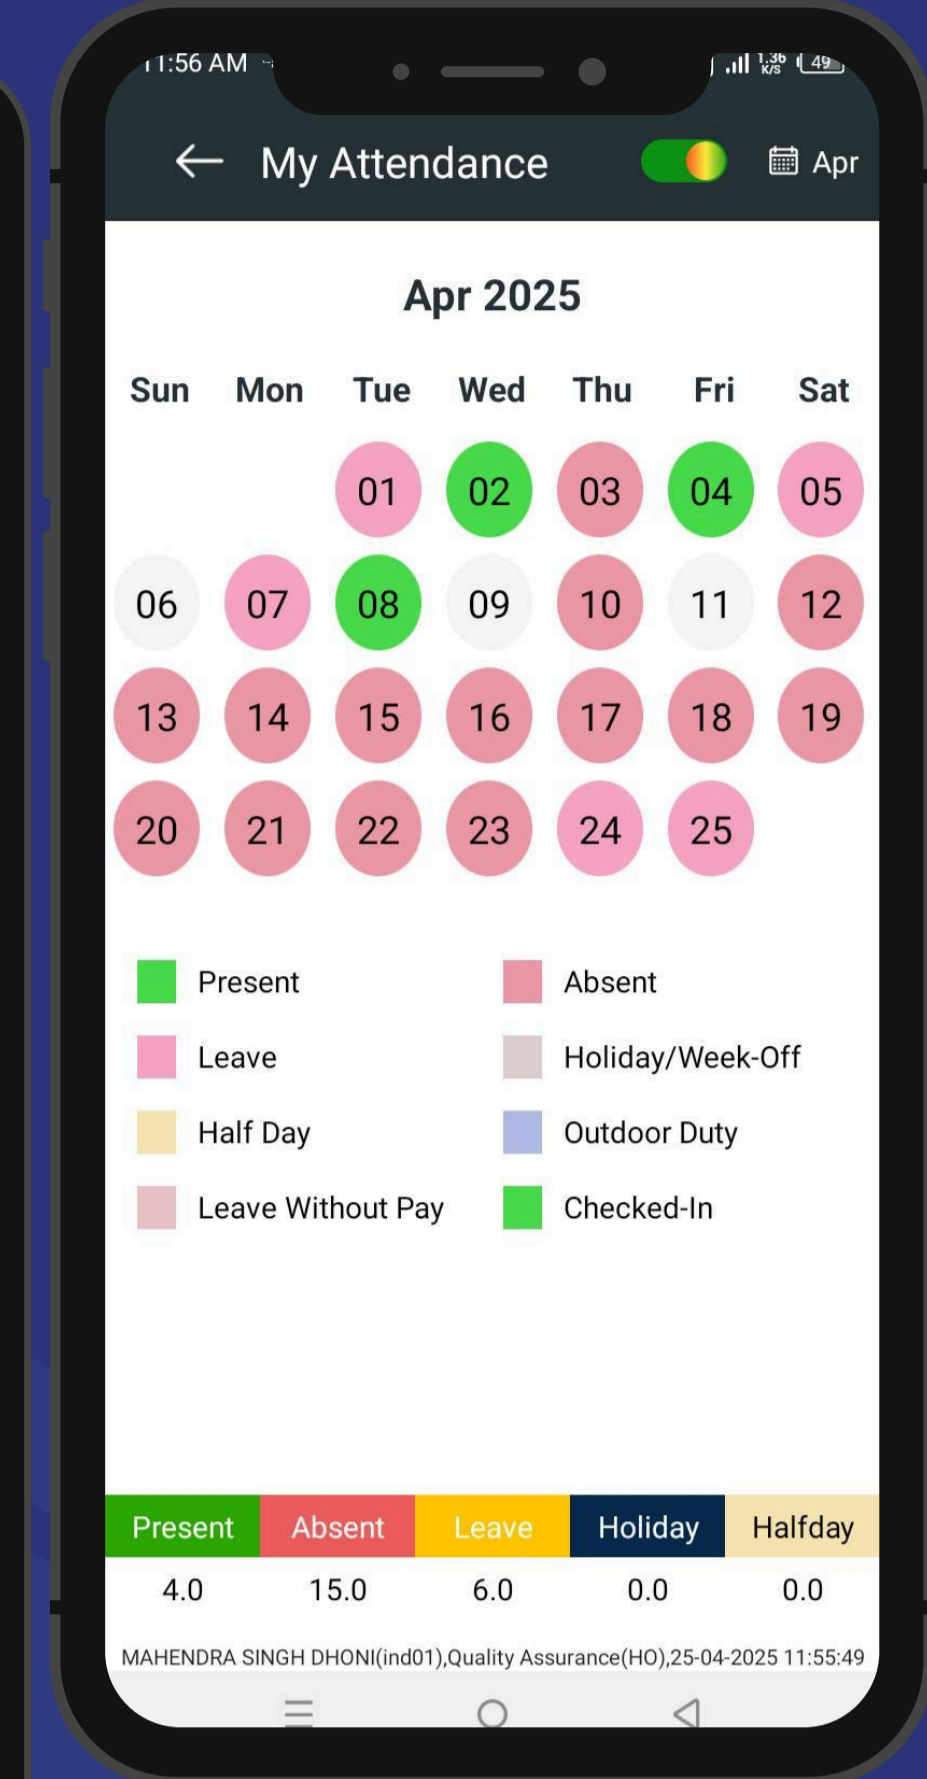 11:56 AM 1.36 K/S 49
My Attendance Apr
Apr 2025
Sun Mon Tue Wed Thu Fri Sat
01 02 03 04 05
06 07 08 09 10 11 12
13 14 15 16 17 18 19
20 21 22 23 24 25
Present Absent
Leave Holiday/Week-Off
Half Day Outdoor Duty
Leave Without Pay Checked-In
Present Absent Leave Holiday Halfday
4.0 15.0 6.0 0.0 0.0
MAHENDRA SINGH DHONI(ind01),Quality Assurance(HO),25-04-2025 11:55:49